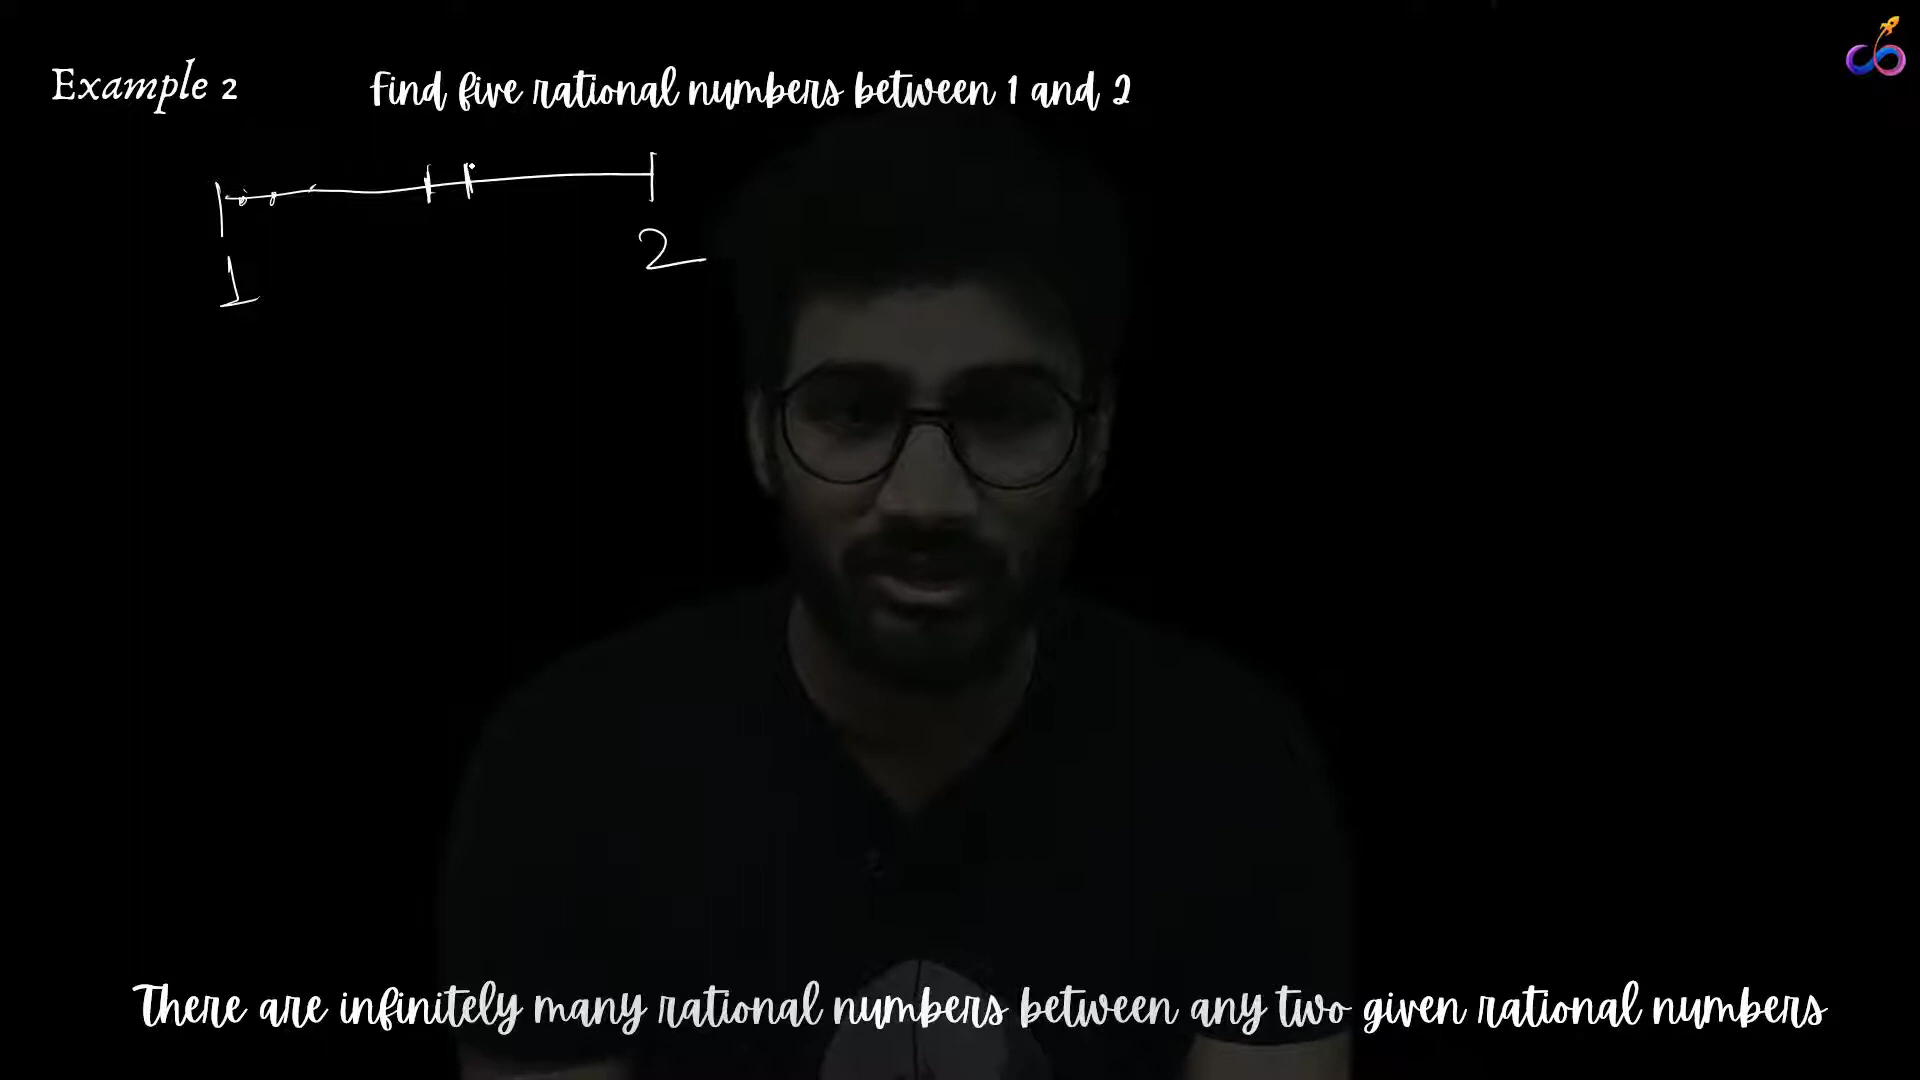 Example 2
Find five rational numbers between 1 and 2
1
2
There are infinitely many rational numbers between any two given rational numbers